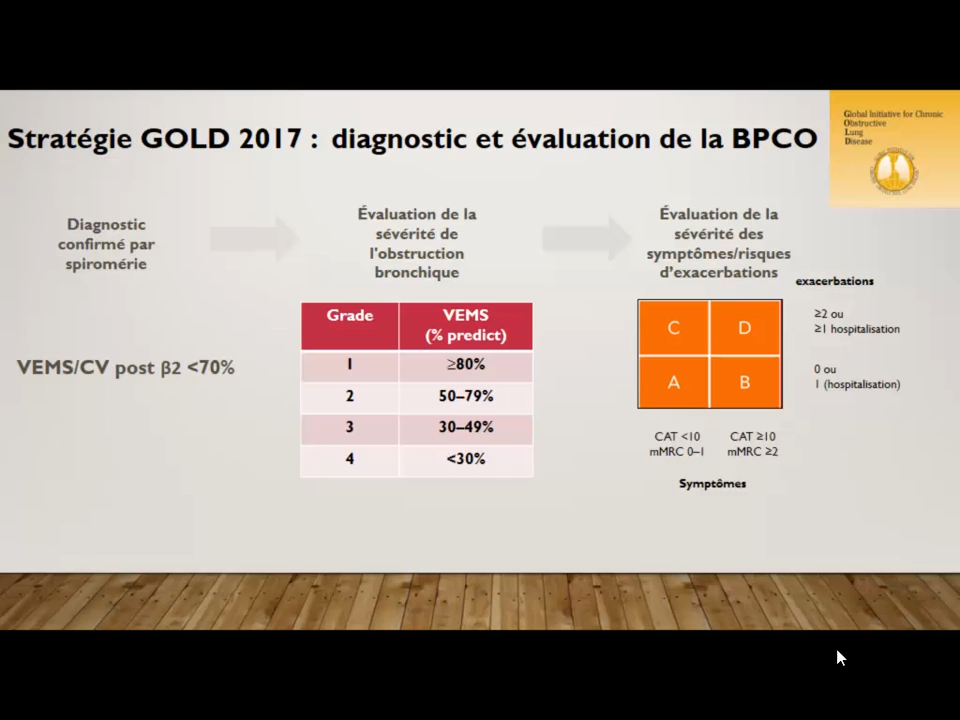 Stratégie GOLD 2017 : diagnostic et évaluation de la BPCO
Global Initiative for Chronic
Obstructive
Lung
Disease
Diagnostic
confirmé par
spiromérie
Évaluation de la
sévérité de
l'obstruction
bronchique
Évaluation de la
sévérité des
symptômes/risques
d'exacerbations
exacerbations
VEMS/CV post β2 <70%
Grade VEMS
(% predict)
1 ≥80%
2 50–79%
3 30–49%
4 <30%
C D
A B
≥2 ou
≥1 hospitalisation
0 ou
1 (hospitalisation)
CAT <10 CAT ≥10
mMRC 0–1 mMRC ≥2
Symptômes